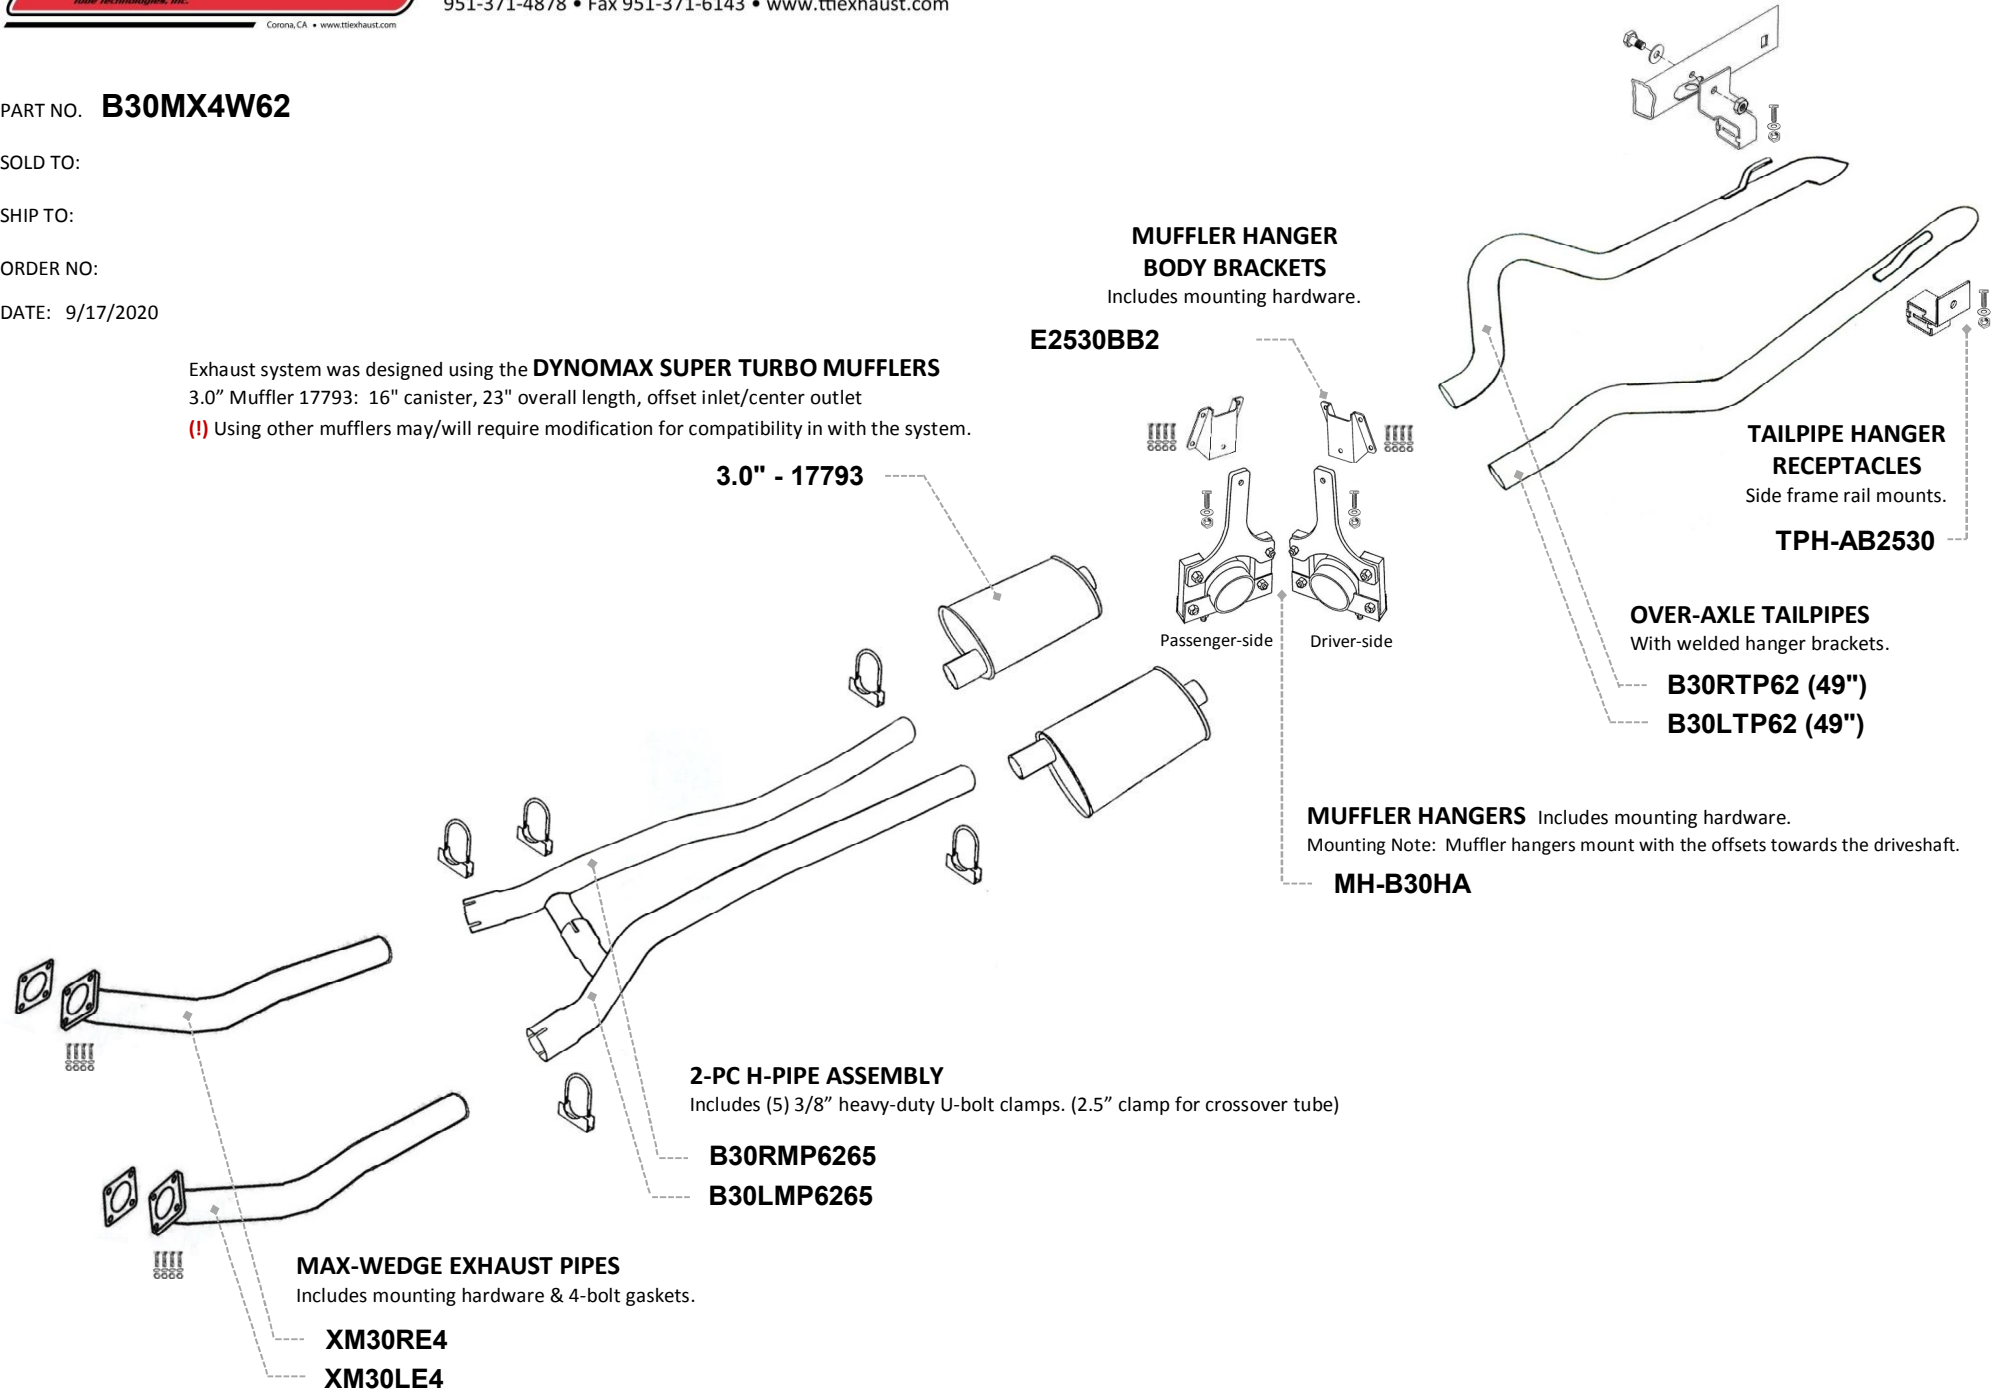 Tube Technologies, Inc.
Corona, CA • www.ttiexhaust.com
951-371-4878 • Fax 951-371-6143 • www.ttiexhaust.com
PART NO. B30MX4W62
SOLD TO:
SHIP TO:
ORDER NO:
DATE: 9/17/2020
Exhaust system was designed using the DYNOMAX SUPER TURBO MUFFLERS
3.0” Muffler 17793: 16" canister, 23" overall length, offset inlet/center outlet
(!) Using other mufflers may/will require modification for compatibility in with the system.
3.0" - 17793
MUFFLER HANGER
BODY BRACKETS
Includes mounting hardware.
E2530BB2
Passenger-side
Driver-side
TAILPIPE HANGER
RECEPTACLES
Side frame rail mounts.
TPH-AB2530
OVER-AXLE TAILPIPES
With welded hanger brackets.
B30RTP62 (49")
B30LTP62 (49")
MUFFLER HANGERS Includes mounting hardware.
Mounting Note: Muffler hangers mount with the offsets towards the driveshaft.
MH-B30HA
2-PC H-PIPE ASSEMBLY
Includes (5) 3/8” heavy-duty U-bolt clamps. (2.5” clamp for crossover tube)
B30RMP6265
B30LMP6265
MAX-WEDGE EXHAUST PIPES
Includes mounting hardware & 4-bolt gaskets.
XM30RE4
XM30LE4